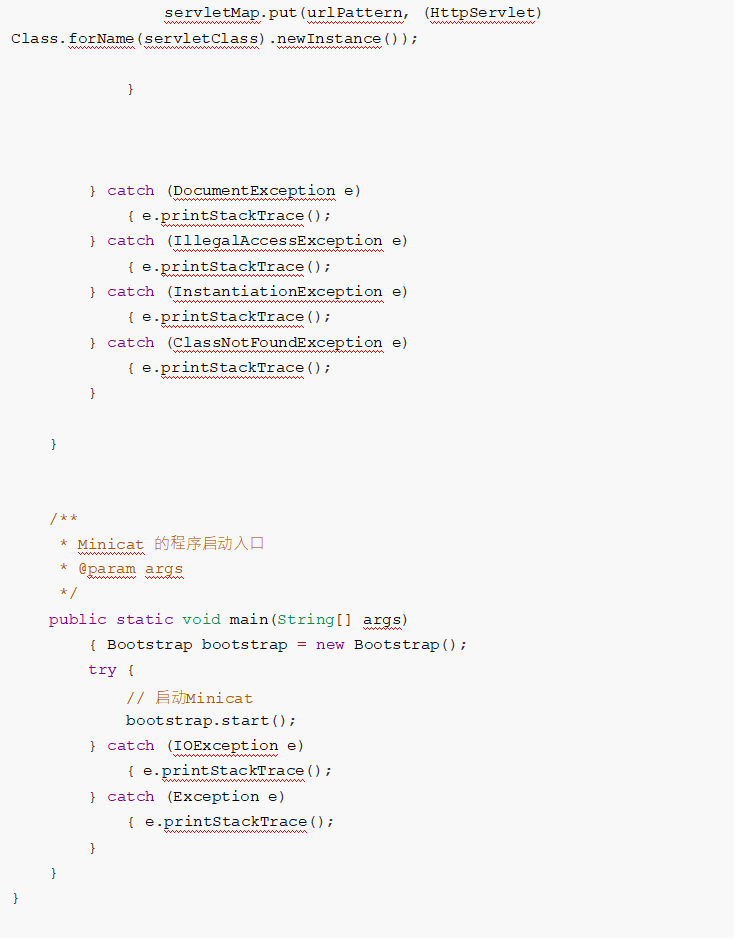 servletMap.put(urlPattern, (HttpServlet)
Class.forName(servletClass).newInstance());
}
} catch (DocumentException e)
{ e.printStackTrace();
} catch (IllegalAccessException e)
{ e.printStackTrace();
} catch (InstantiationException e)
{ e.printStackTrace();
} catch (ClassNotFoundException e)
{ e.printStackTrace();
}
}
/**
* Minicat 的程序启动入口
* @param args
*/
public static void main(String[] args)
{ Bootstrap bootstrap = new Bootstrap();
try {
// 启动Minicat
bootstrap.start();
} catch (IOException e)
{ e.printStackTrace();
} catch (Exception e)
{ e.printStackTrace();
}
}
}